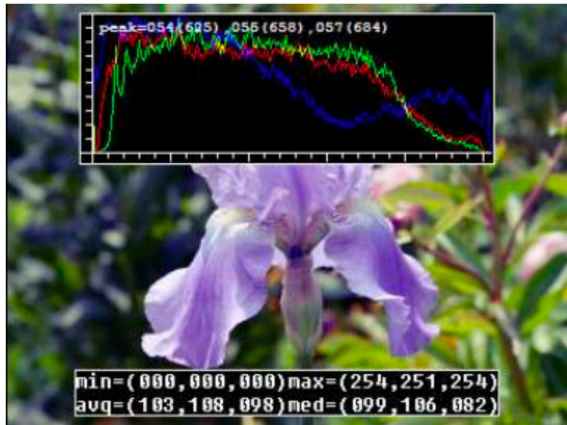 peak=054(625),055(658),057(684)
min=(000,000,000)max=(254,251,254)
avg=(103,108,098)med=(099,106,082)